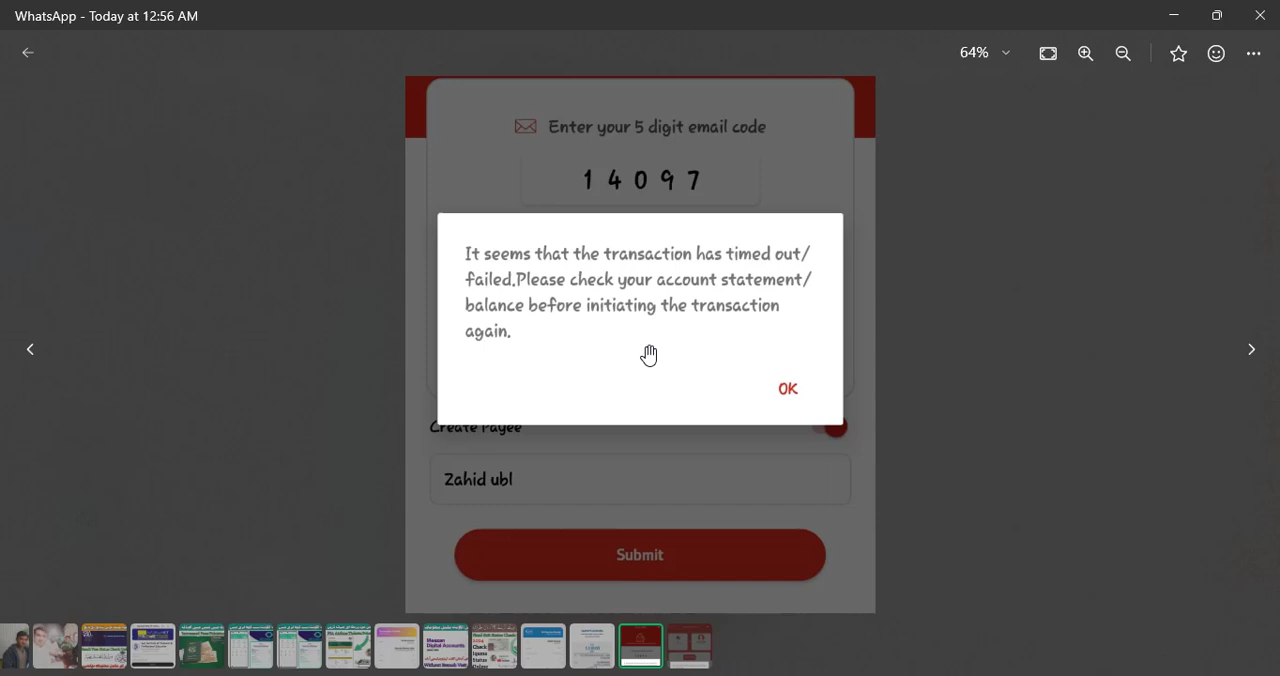 WhatsApp - Today at 12:56 AM
64%
Enter your 5 digit email code
1 4 0 9 7
It seems that the transaction has timed out/
failed.Please check your account statement/
balance before initiating the transaction
again.
OK
Create Payee
Zahid ubl
Submit